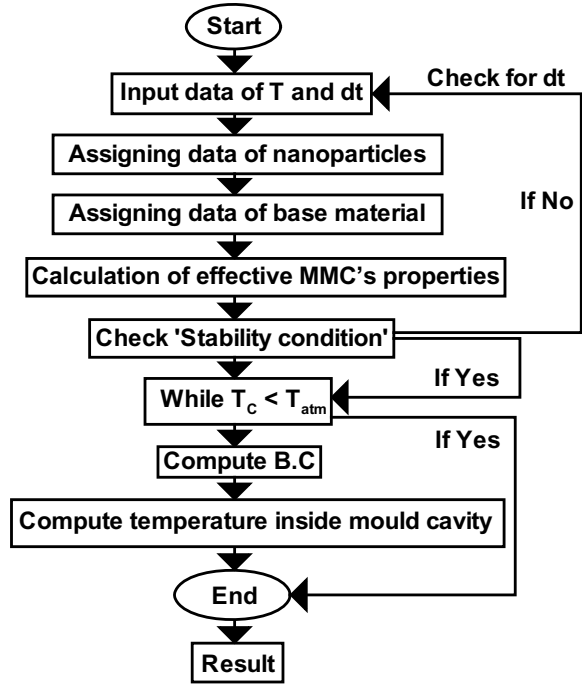 Start
Input data of T and dt
Check for dt
Assigning data of nanoparticles
If No
Assigning data of base material
Calculation of effective MMC's properties
Check 'Stability condition'
If Yes
While T_C < T_atm
If Yes
Compute B.C
Compute temperature inside mould cavity
End
Result